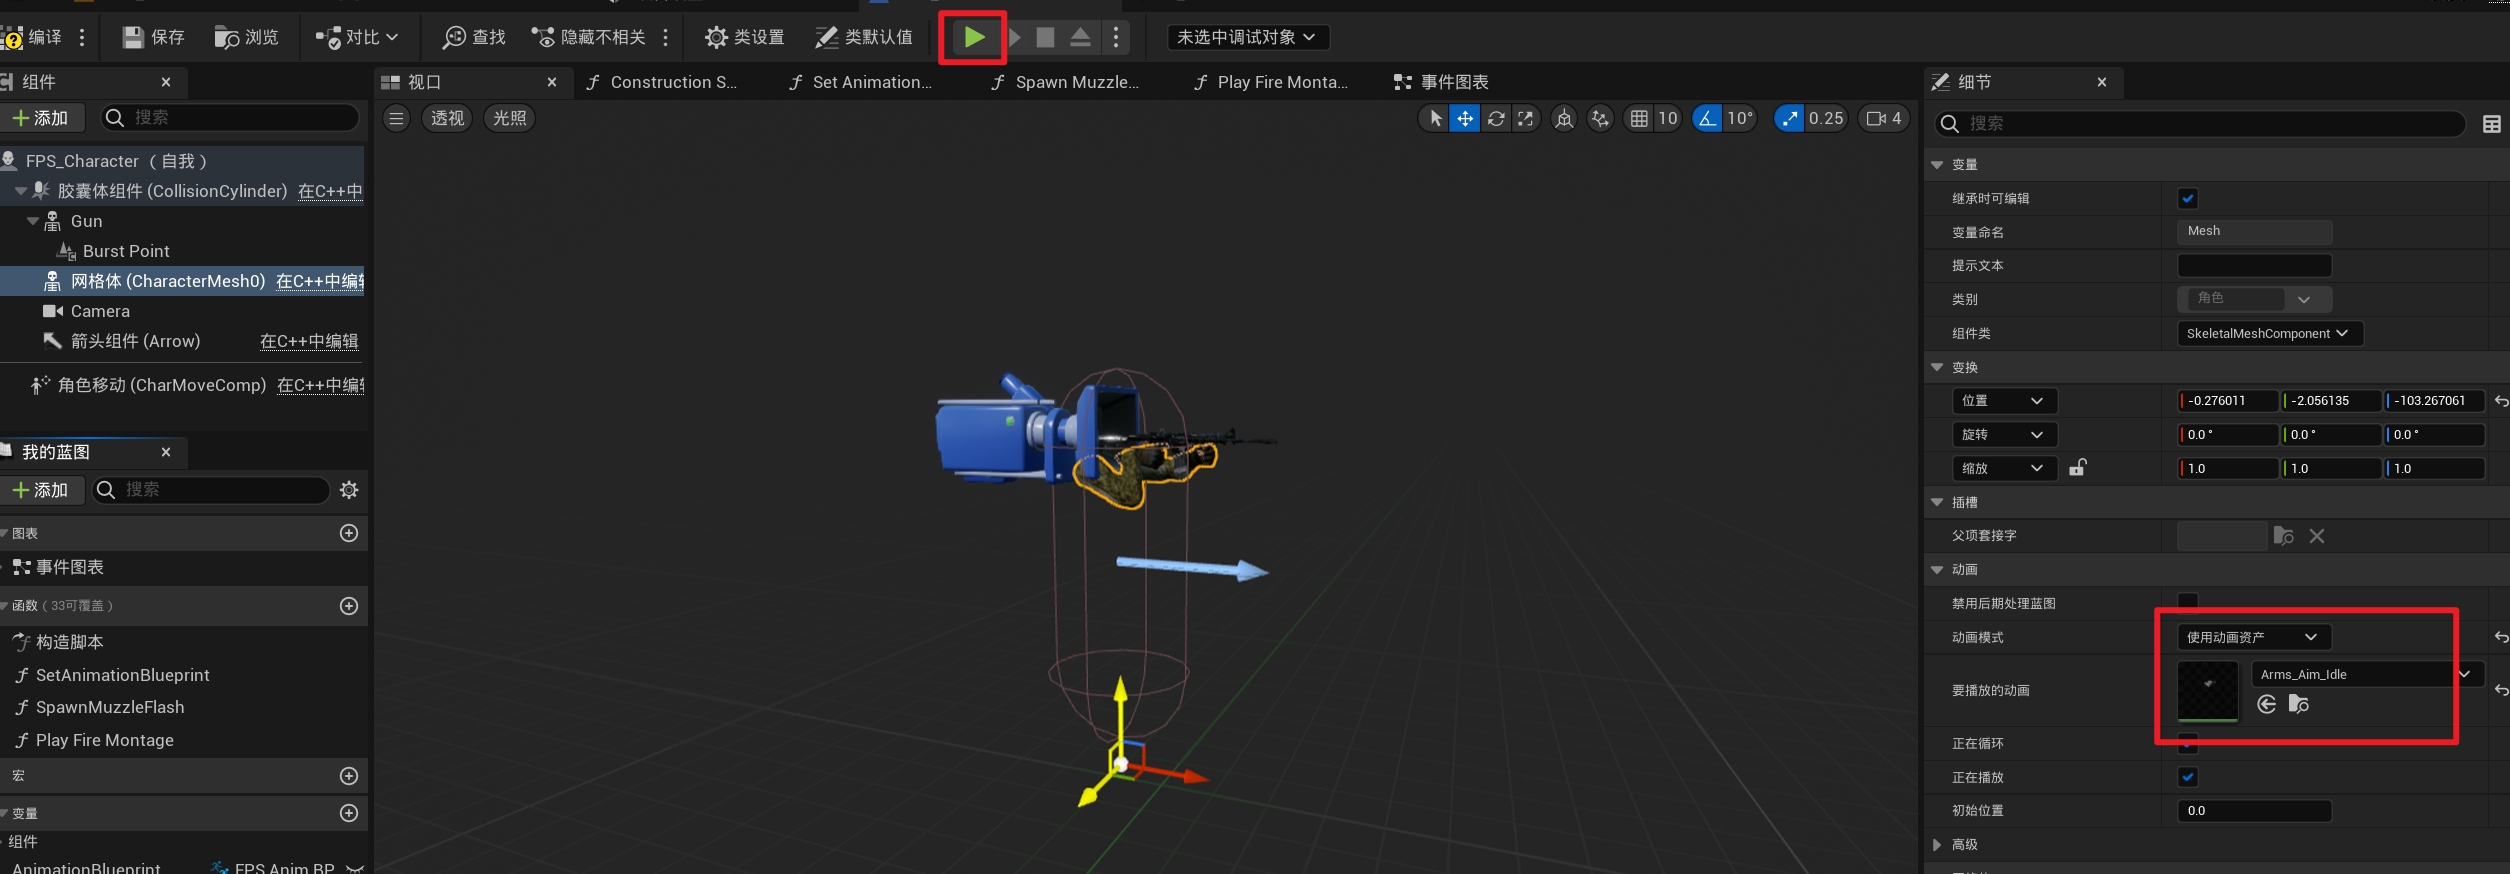 编译
保存
浏览
对比
查找
隐藏不相关
类设置
类默认值
未选中调试对象
组件
添加
搜索
FPS_Character （自我）
胶囊体组件 (CollisionCylinder) 在C++中
Gun
Burst Point
网格体 (CharacterMesh0) 在C++中编辑
Camera
箭头组件 (Arrow) 在C++中编辑
角色移动 (CharMoveComp) 在C++中编辑
我的蓝图
添加
搜索
图表
事件图表
函数（33可覆盖）
构造脚本
SetAnimationBlueprint
SpawnMuzzleFlash
Play Fire Montage
宏
变量
组件
AnimationBlueprint FPS Anim BP
视口
Construction S...
Set Animation...
Spawn Muzzle...
Play Fire Monta...
事件图表
透视
光照
10
10°
0.25
4
细节
搜索
变量
继承时可编辑
变量命名 Mesh
提示文本
类别 角色
组件类 SkeletalMeshComponent
变换
位置 -0.276011 -2.056135 -103.267061
旋转 0.0° 0.0° 0.0°
缩放 1.0 1.0 1.0
插槽
父项套接字
动画
禁用后期处理蓝图
动画模式 使用动画资产
要播放的动画 Arms_Aim_Idle
正在循环
正在播放
初始位置 0.0
高级